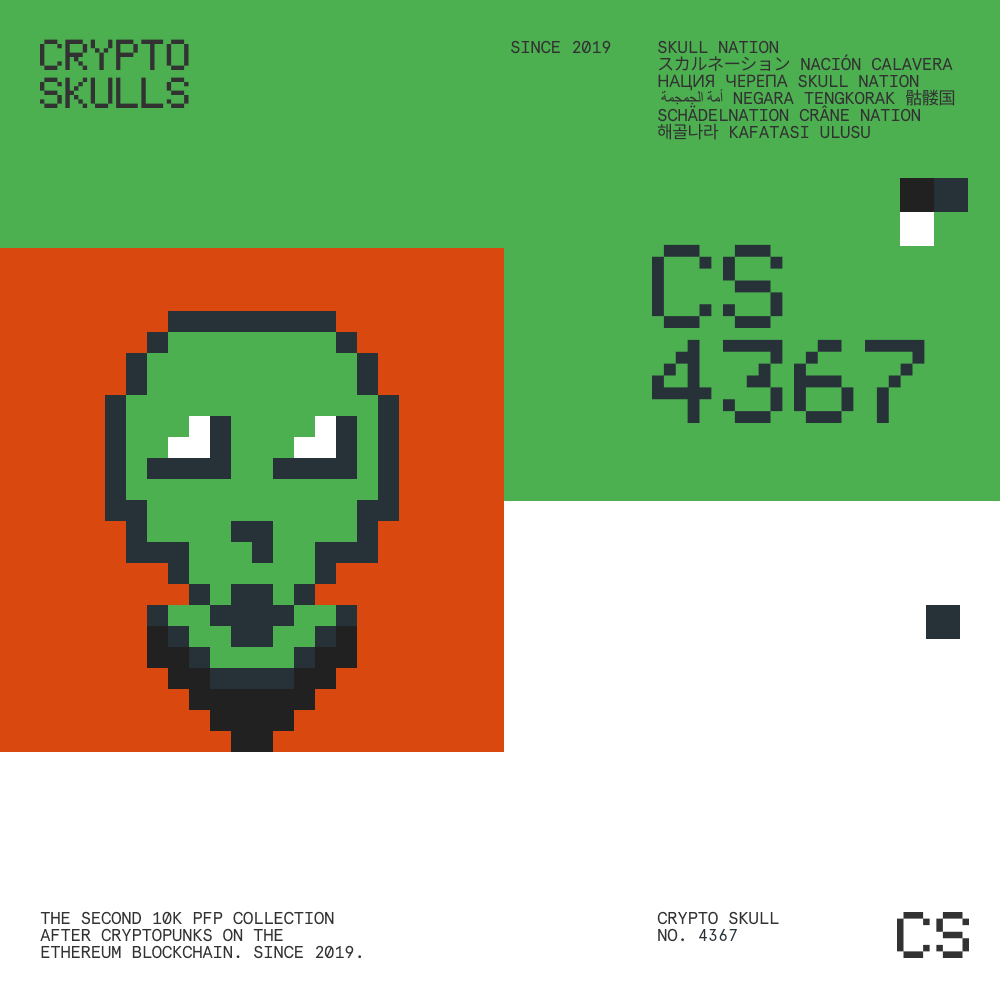 CRYPTO
SKULLS
SINCE 2019
SKULL NATION
スカルネーション NACIÓN CALAVERA
НАЦИЯ ЧЕРЕПА SKULL NATION
أمة الجمجمة NEGARA TENGKORAK 骷髅国
SCHÄDELNATION CRÂNE NATION
해골나라 KAFATASI ULUSU
CS
4367
THE SECOND 10K PFP COLLECTION
AFTER CRYPTOPUNKS ON THE
ETHEREUM BLOCKCHAIN. SINCE 2019.
CRYPTO SKULL
NO. 4367
CS